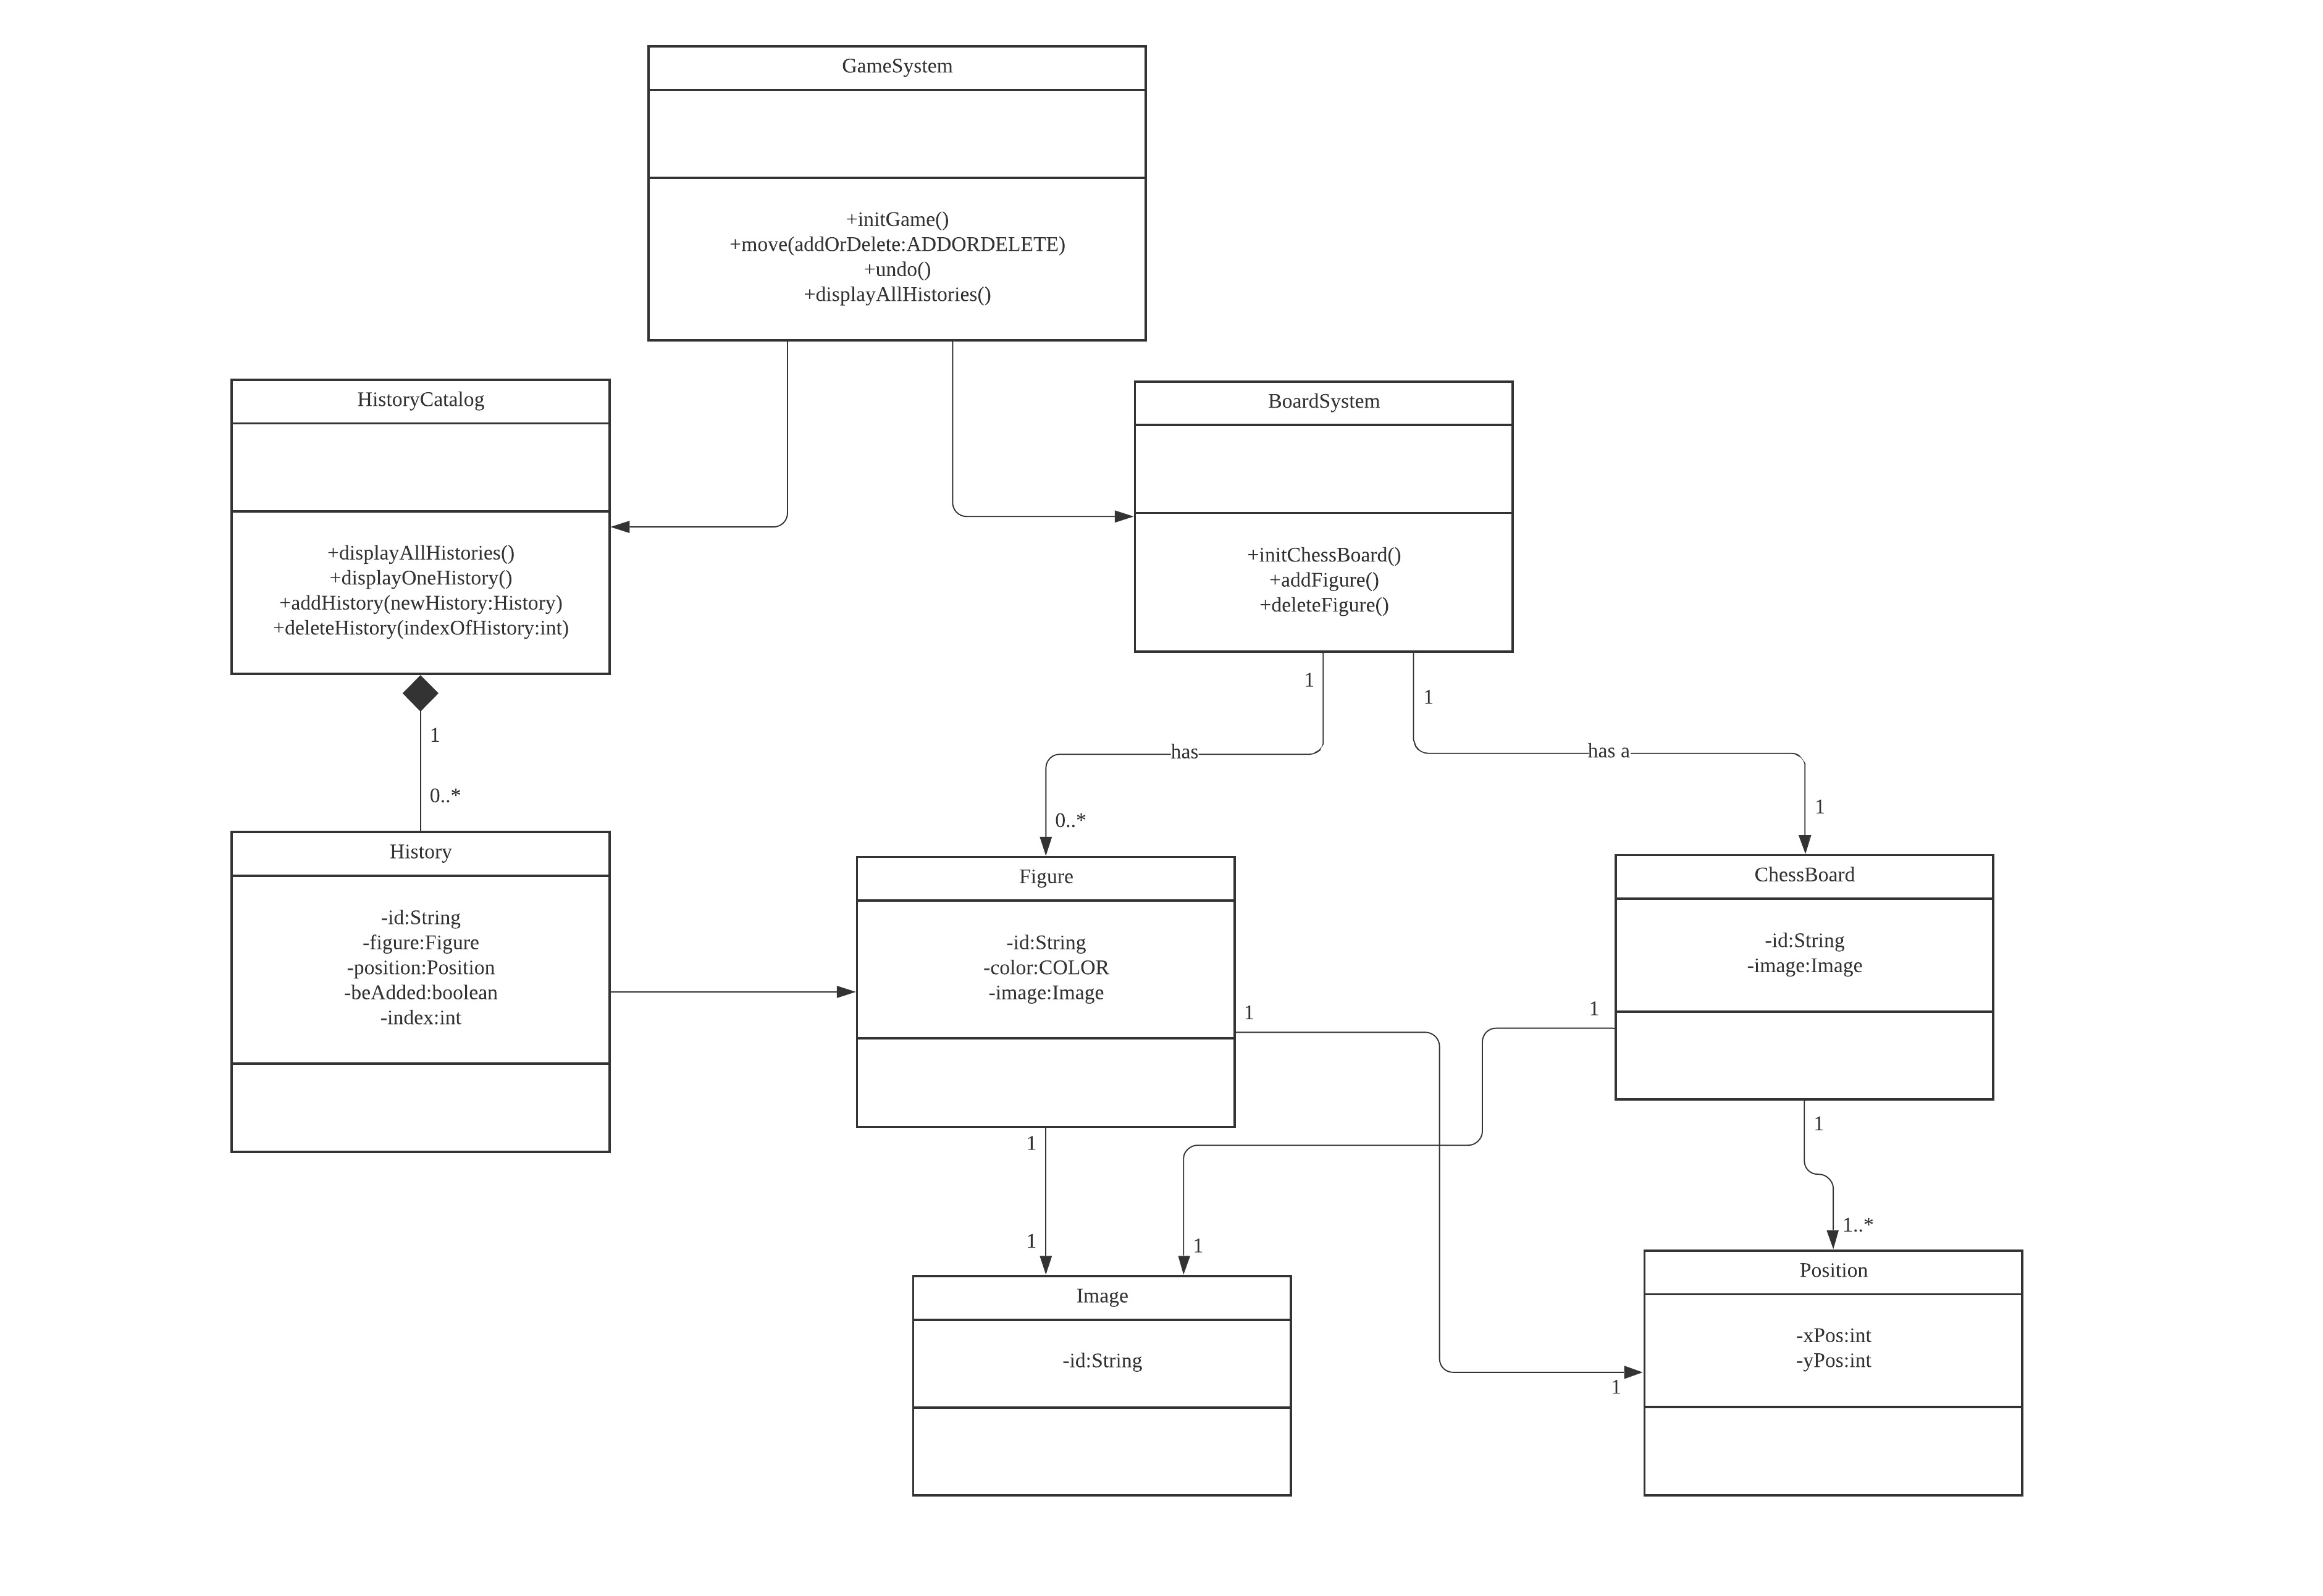 GameSystem
+initGame()
+move(addOrDelete:ADDORDELETE)
+undo()
+displayAllHistories()
HistoryCatalog
+displayAllHistories()
+displayOneHistory()
+addHistory(newHistory:History)
+deleteHistory(indexOfHistory:int)
BoardSystem
+initChessBoard()
+addFigure()
+deleteFigure()
1
0..*
1
has
0..*
1
has a
1
History
-id:String
-figure:Figure
-position:Position
-beAdded:boolean
-index:int
Figure
-id:String
-color:COLOR
-image:Image
ChessBoard
-id:String
-image:Image
1
1
1
1
1
1
1..*
1
Image
-id:String
Position
-xPos:int
-yPos:int